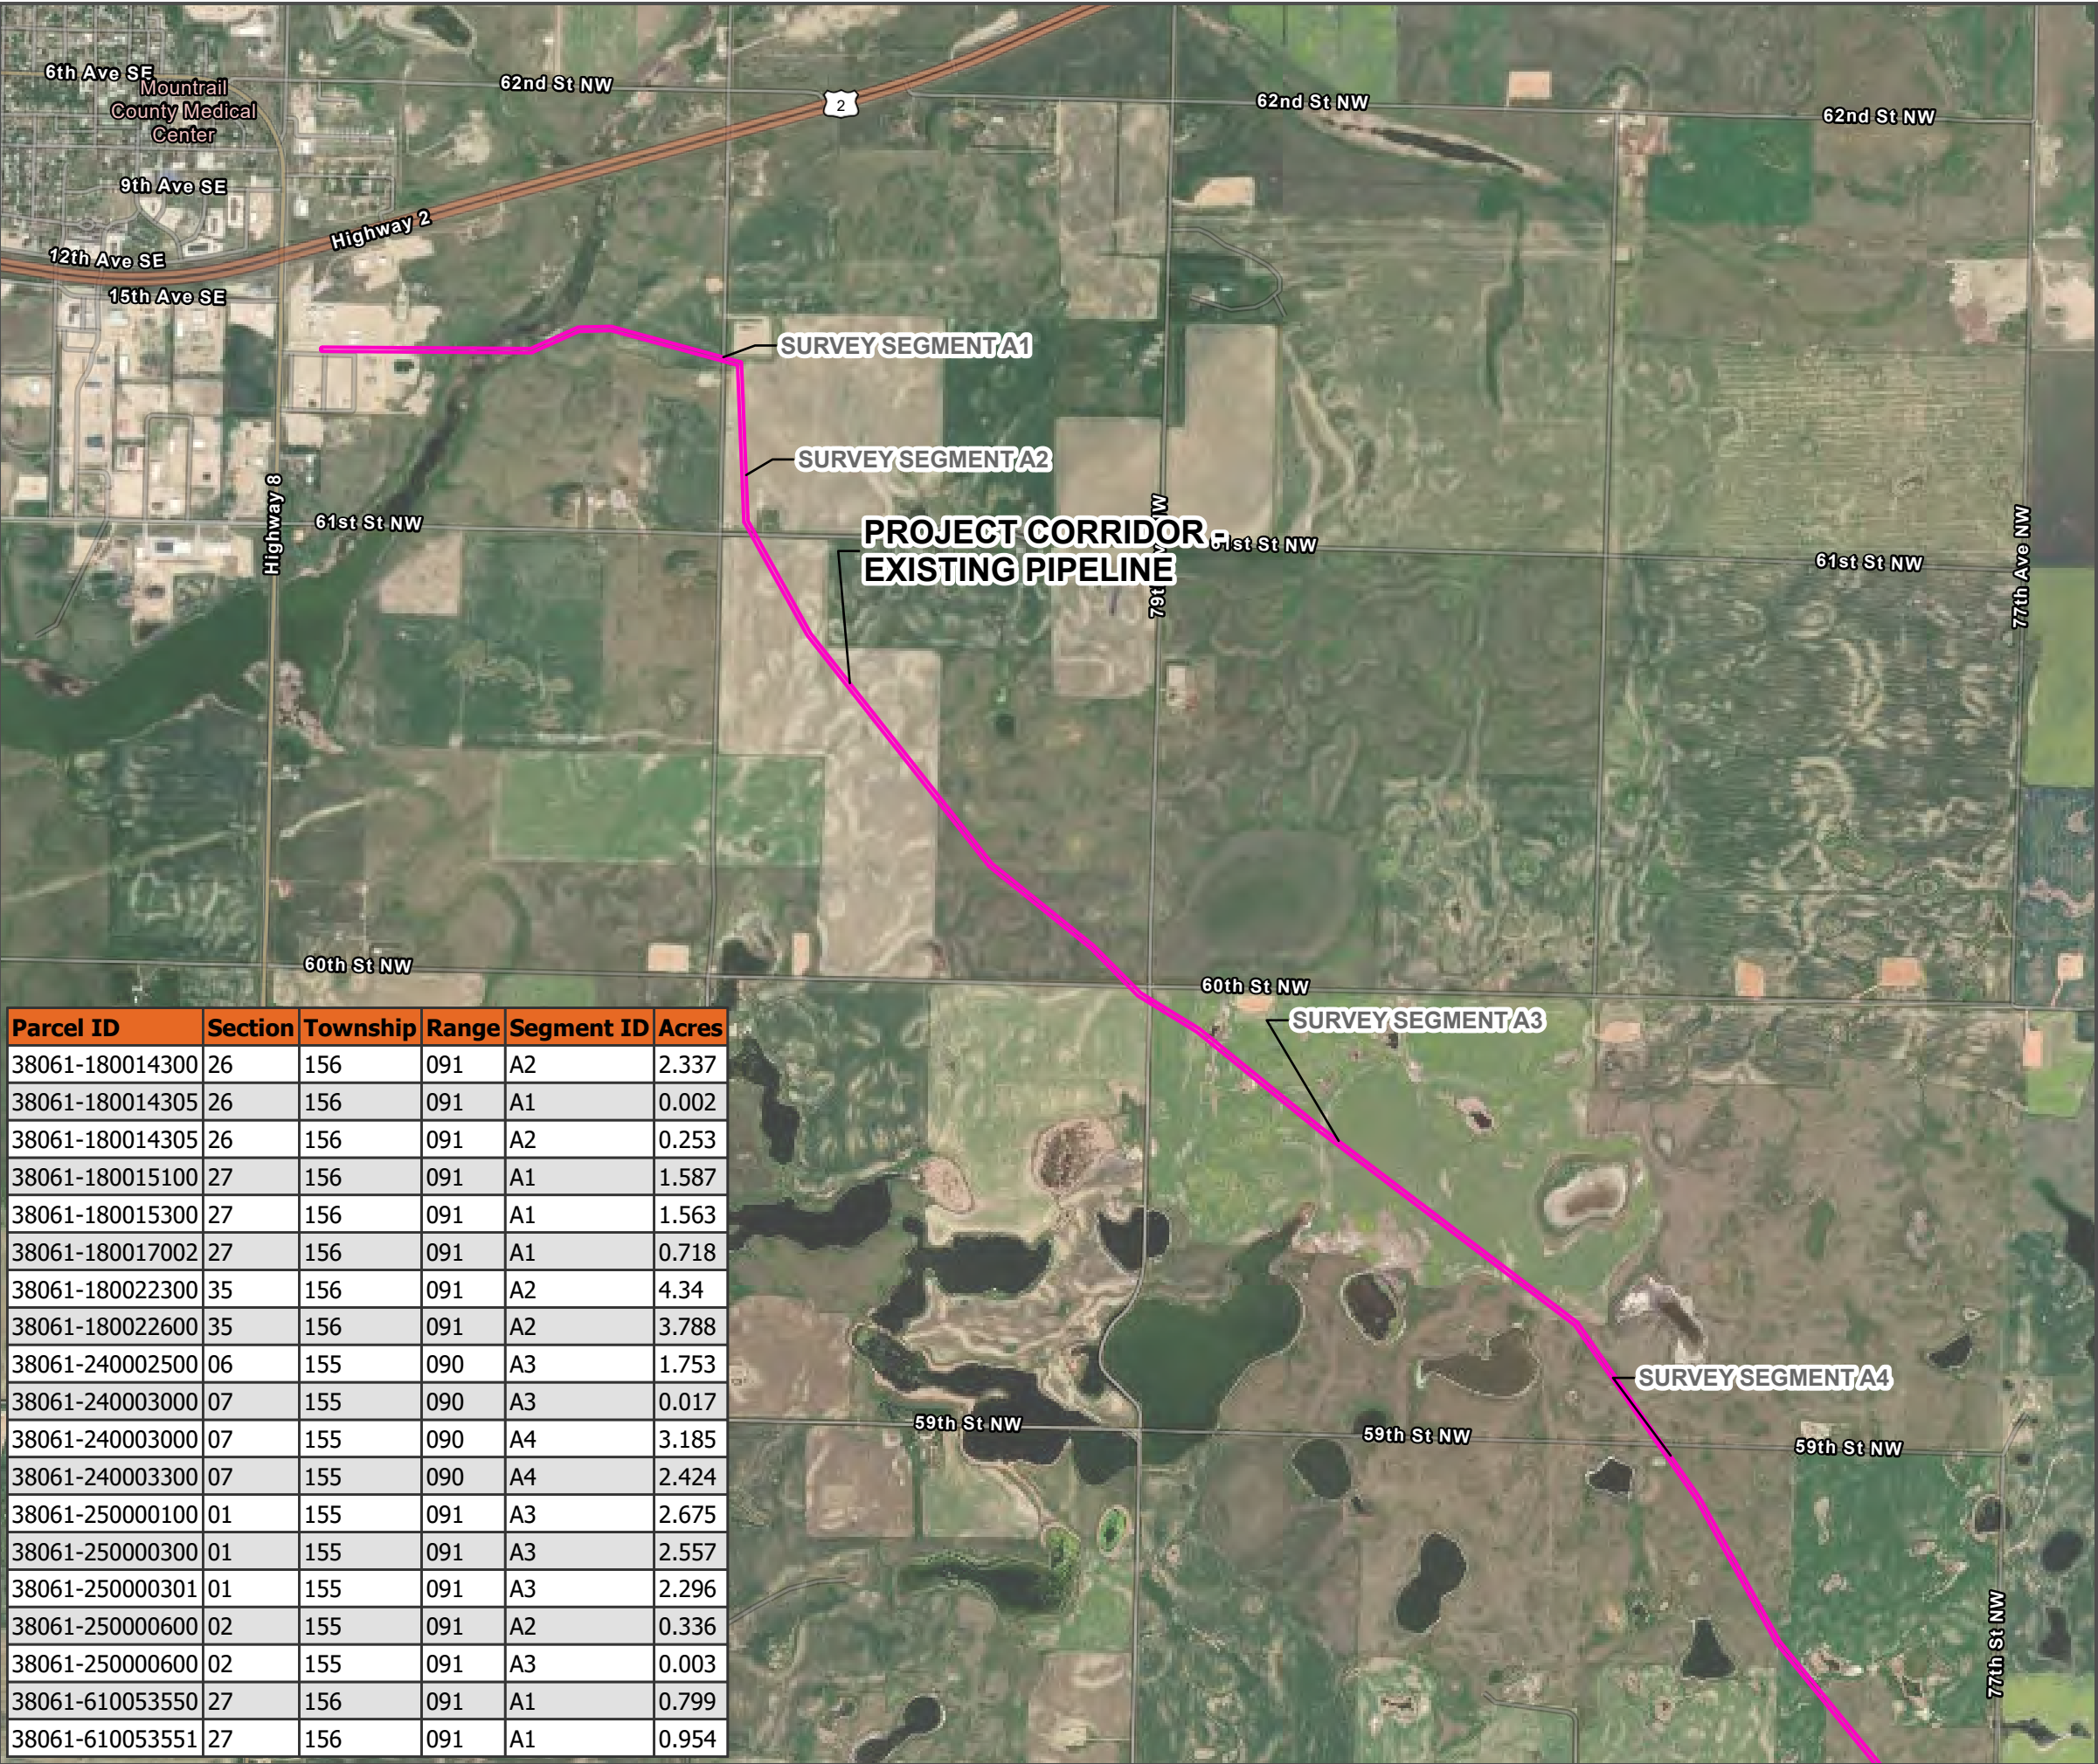 6th Ave SE
Mountrail
County Medical
Center
62nd St NW
2
62nd St NW
62nd St NW
9th Ave SE
Highway 2
12th Ave SE
15th Ave SE
SURVEY SEGMENT A1
SURVEY SEGMENT A2
Highway 8
61st St NW
PROJECT CORRIDOR -
EXISTING PIPELINE
61st St NW
61st St NW
77th Ave NW
60th St NW
60th St NW
SURVEY SEGMENT A3
SURVEY SEGMENT A4
59th St NW
59th St NW
59th St NW
77th St NW
Parcel ID Section Township Range Segment ID Acres
38061-180014300 26 156 091 A2 2.337
38061-180014305 26 156 091 A1 0.002
38061-180014305 26 156 091 A2 0.253
38061-180015100 27 156 091 A1 1.587
38061-180015300 27 156 091 A1 1.563
38061-180017002 27 156 091 A1 0.718
38061-180022300 35 156 091 A2 4.34
38061-180022600 35 156 091 A2 3.788
38061-240002500 06 155 090 A3 1.753
38061-240003000 07 155 090 A3 0.017
38061-240003000 07 155 090 A4 3.185
38061-240003300 07 155 090 A4 2.424
38061-250000100 01 155 091 A3 2.675
38061-250000300 01 155 091 A3 2.557
38061-250000301 01 155 091 A3 2.296
38061-250000600 02 155 091 A2 0.336
38061-250000600 02 155 091 A3 0.003
38061-610053550 27 156 091 A1 0.799
38061-610053551 27 156 091 A1 0.954